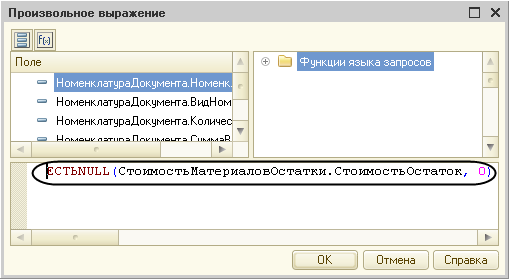 Произвольное выражение
f(x)
Поле
НоменклатураДокумента.Номенк
НоменклатураДокумента.ВидНом
НоменклатураДокумента.Количес
НоменклатураДокумента.СуммаВ
Функции языка запросов
ЕСТЬNULL(СтоимостьМатериаловОстатки.СтоимостьОстаток, 0)
ОК
Отмена
Справка